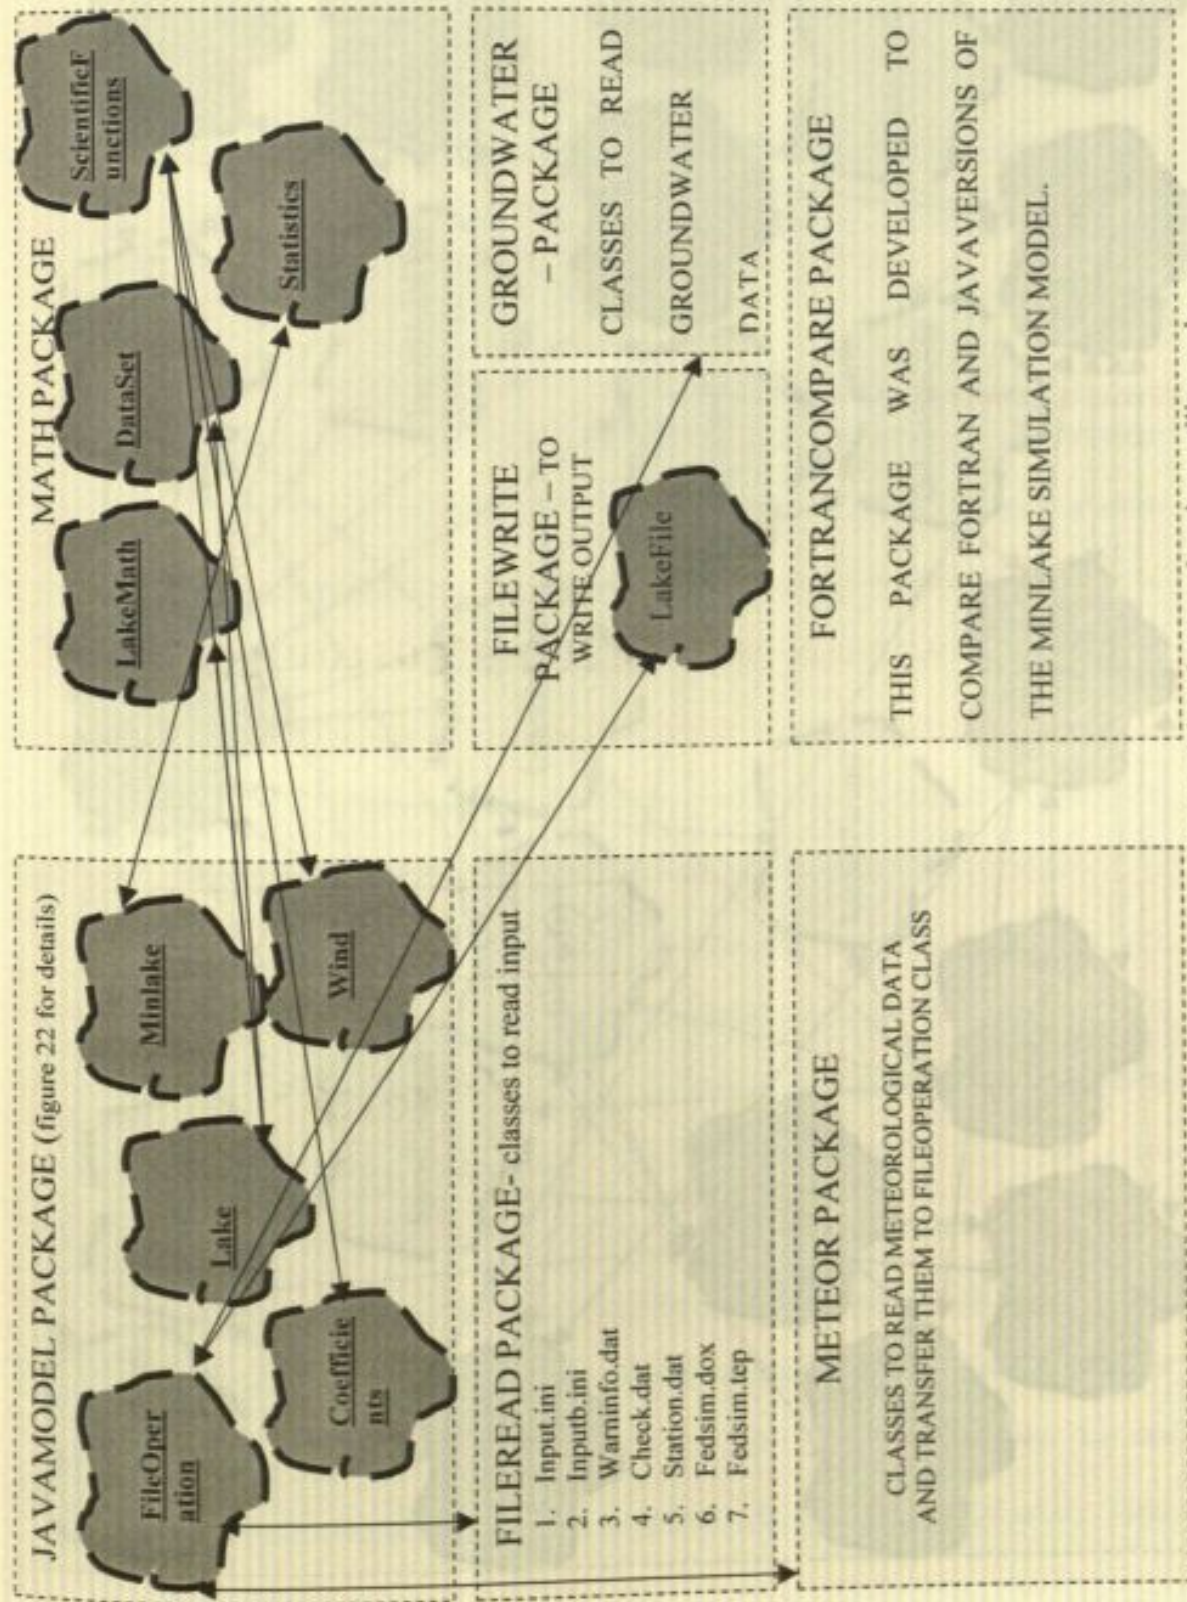 JAVAMODEL PACKAGE (figure 22 for details)
FileOper
ation
Lake
Minlake
Coefficie
nts
Wind
MATH PACKAGE
LakeMath
DataSet
ScientificF
unctions
Statistics
FILEREAD PACKAGE- classes to read input
1. Input.ini
2. Inputb.ini
3. Warninfo.dat
4. Check.dat
5. Station.dat
6. Fedsim.dox
7. Fedsim.tep
FILEWRITE
PACKAGE – TO
WRITE OUTPUT
LakeFile
GROUNDWATER
– PACKAGE
CLASSES TO READ
GROUNDWATER
DATA
METEOR PACKAGE
CLASSES TO READ METEOROLOGICAL DATA
AND TRANSFER THEM TO FILEOPERATION CLASS
FORTRANCOMPARE PACKAGE
THIS PACKAGE WAS DEVELOPED TO
COMPARE FORTRAN AND JAVAVERSIONS OF
THE MINLAKE SIMULATION MODEL.